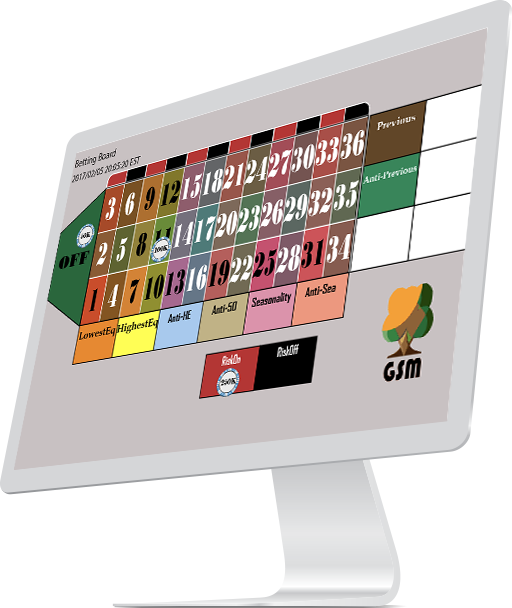 Betting Board
2017/02/05 20:05:20 EST
3 6 9 12 15 18 21 24 27 30 33 36
Previous
50K
OFF
2 5 8 11 14 17 20 23 26 29 32 35
Anti-Previous
100K
1 4 7 10 13 16 19 22 25 28 31 34
LowestEq HighestEq Anti-HE Anti-50 Seasonality Anti-Sea
RiskOn RiskOff
250K
GSM